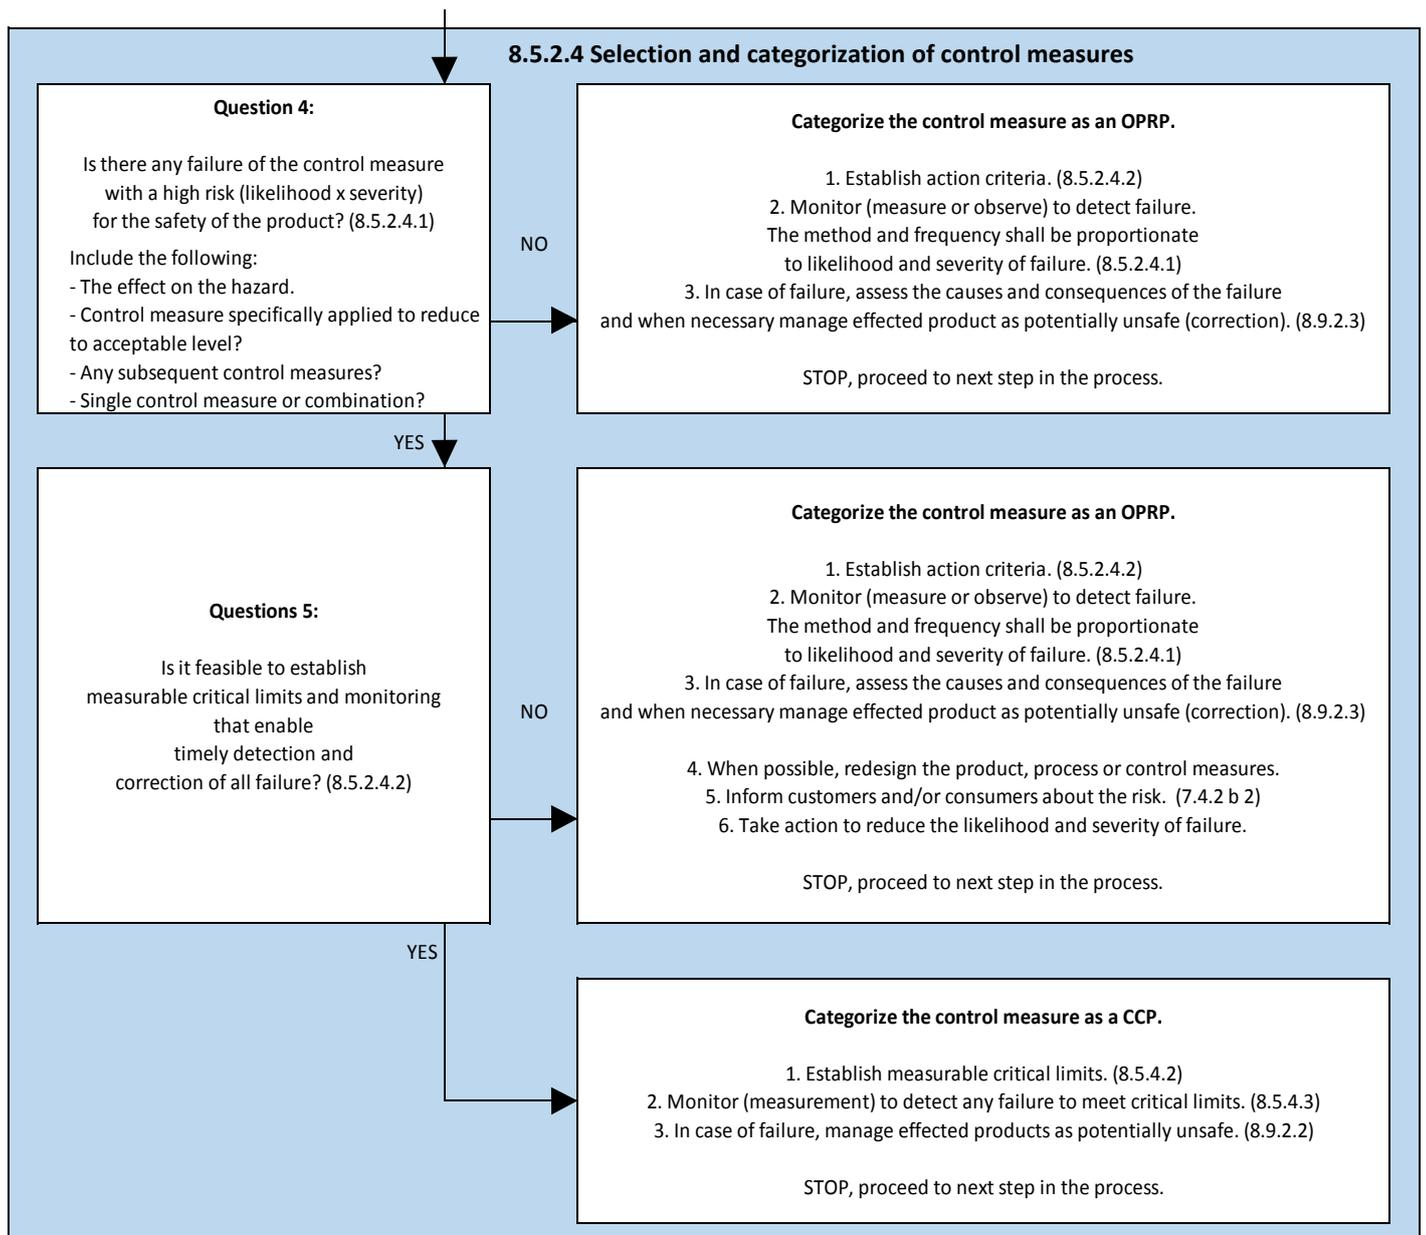 8.5.2.4 Selection and categorization of control measures
Question 4:
Is there any failure of the control measure
with a high risk (likelihood x severity)
for the safety of the product? (8.5.2.4.1)
Include the following:
- The effect on the hazard.
- Control measure specifically applied to reduce
to acceptable level?
- Any subsequent control measures?
- Single control measure or combination?
NO
Categorize the control measure as an OPRP.
1. Establish action criteria. (8.5.2.4.2)
2. Monitor (measure or observe) to detect failure.
The method and frequency shall be proportionate
to likelihood and severity of failure. (8.5.2.4.1)
3. In case of failure, assess the causes and consequences of the failure
and when necessary manage effected product as potentially unsafe (correction). (8.9.2.3)
STOP, proceed to next step in the process.
YES
Questions 5:
Is it feasible to establish
measurable critical limits and monitoring
that enable
timely detection and
correction of all failure? (8.5.2.4.2)
NO
Categorize the control measure as an OPRP.
1. Establish action criteria. (8.5.2.4.2)
2. Monitor (measure or observe) to detect failure.
The method and frequency shall be proportionate
to likelihood and severity of failure. (8.5.2.4.1)
3. In case of failure, assess the causes and consequences of the failure
and when necessary manage effected product as potentially unsafe (correction). (8.9.2.3)
4. When possible, redesign the product, process or control measures.
5. Inform customers and/or consumers about the risk. (7.4.2 b 2)
6. Take action to reduce the likelihood and severity of failure.
STOP, proceed to next step in the process.
YES
Categorize the control measure as a CCP.
1. Establish measurable critical limits. (8.5.4.2)
2. Monitor (measurement) to detect any failure to meet critical limits. (8.5.4.3)
3. In case of failure, manage effected products as potentially unsafe. (8.9.2.2)
STOP, proceed to next step in the process.